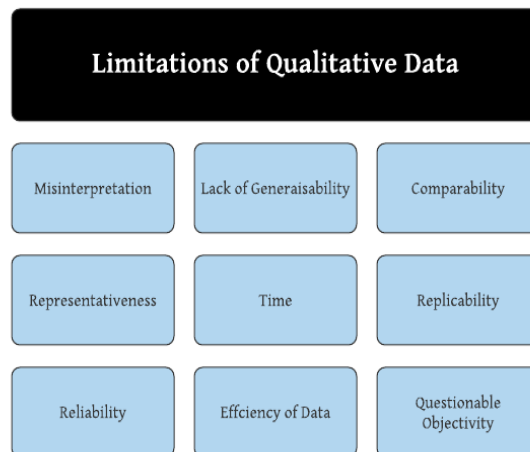 Limitations of Qualitative Data
Misinterpretation
Lack of Generaisability
Comparability
Representativeness
Time
Replicability
Reliability
Effciency of Data
Questionable
Objectivity